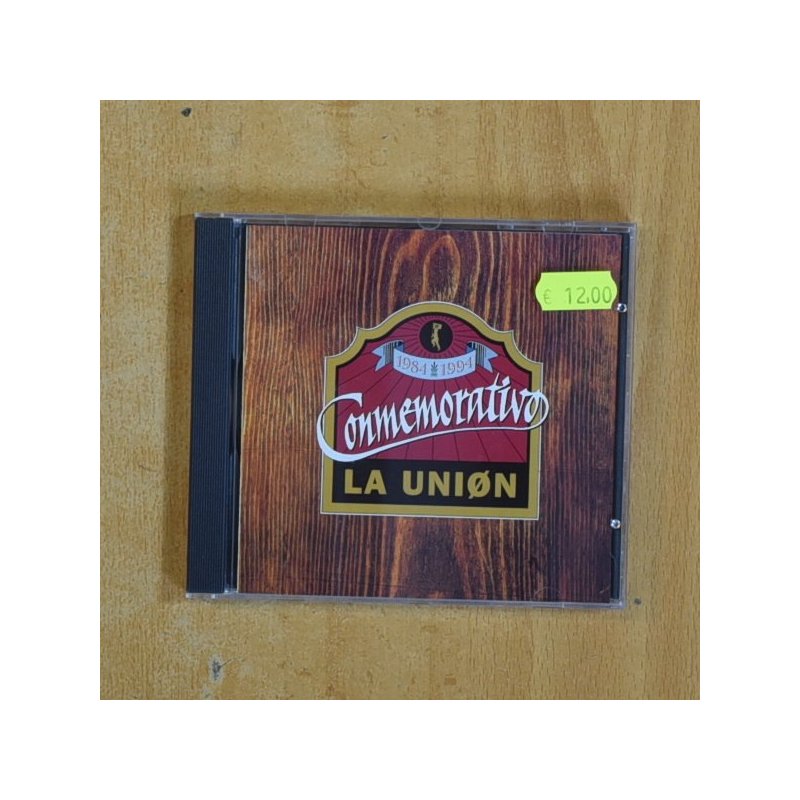 € 12.00
1984 1994
Conmemorativo
LA UNIØN